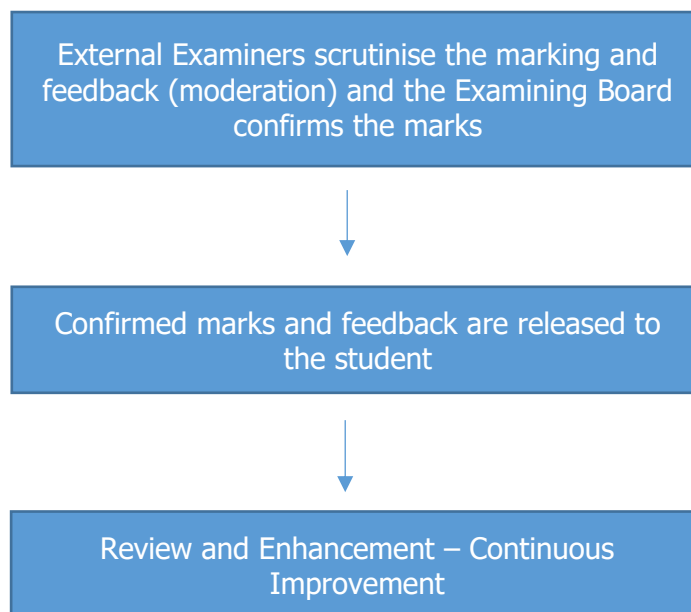 External Examiners scrutinise the marking and
feedback (moderation) and the Examining Board
confirms the marks
Confirmed marks and feedback are released to
the student
Review and Enhancement – Continuous
Improvement